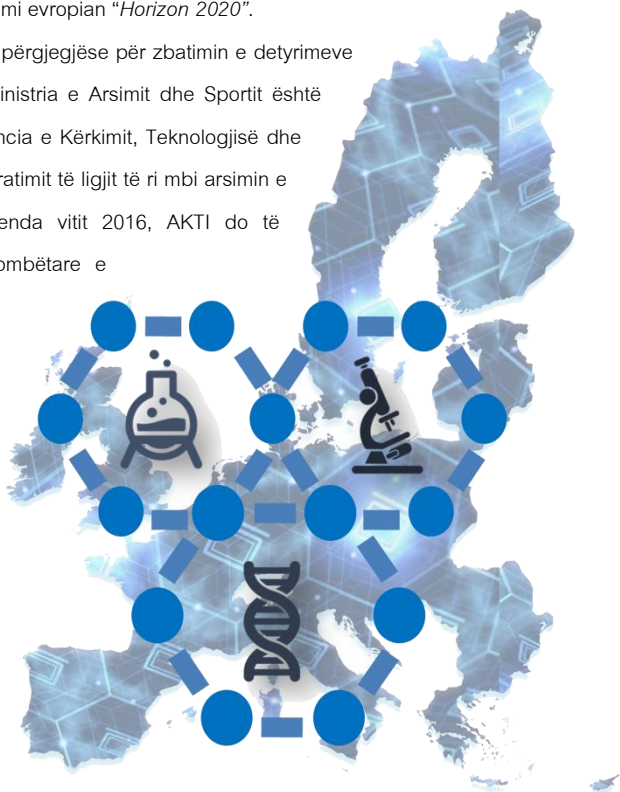 mi evropian “Horizon 2020”.
përgjegjëse për zbatimin e detyrimeve
inistria e Arsimit dhe Sportit është
ncia e Kërkimit, Teknologjisë dhe
ratimit të ligjit të ri mbi arsimin e
enda vitit 2016, AKTI do të
ombëtare e